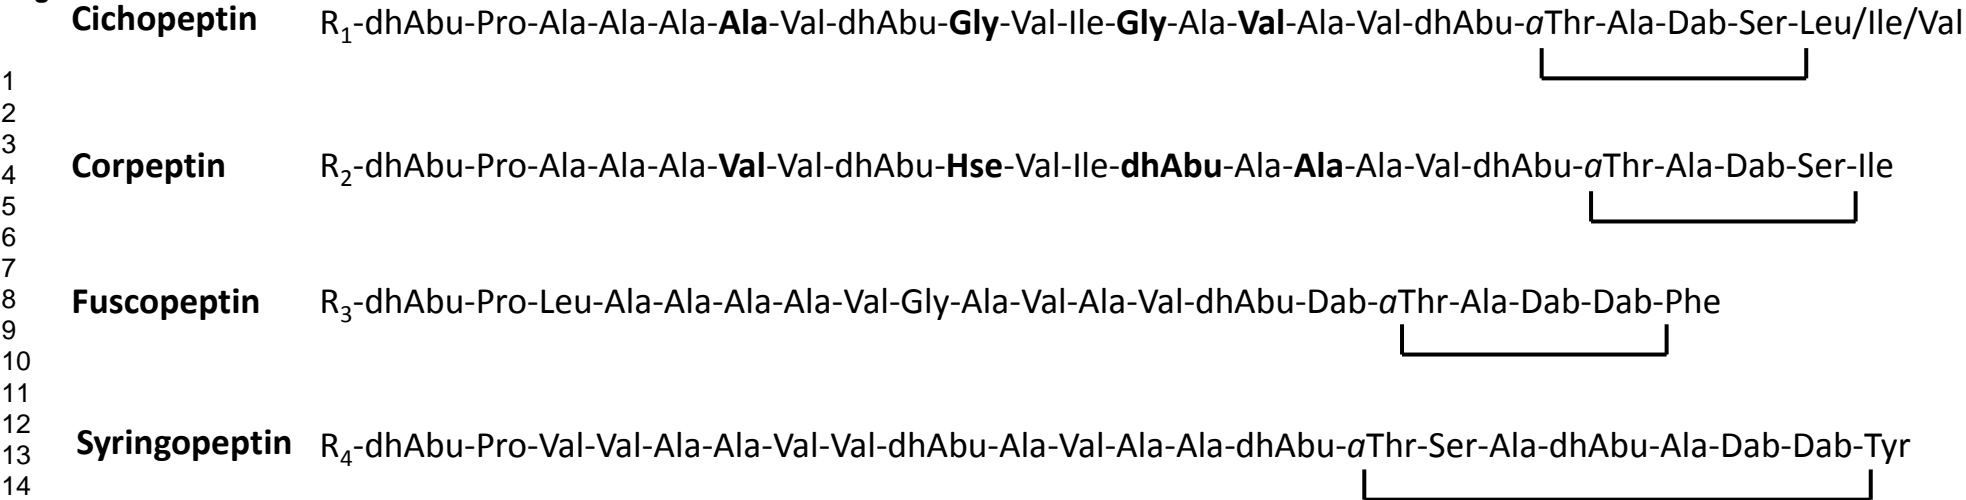 Cichopeptin R1-dhAbu-Pro-Ala-Ala-Ala-Ala-Val-dhAbu-Gly-Val-Ile-Gly-Ala-Val-Ala-Val-dhAbu-aThr-Ala-Dab-Ser-Leu/Ile/Val
1
2
3
4 Corpeptin R2-dhAbu-Pro-Ala-Ala-Ala-Val-Val-dhAbu-Hse-Val-Ile-dhAbu-Ala-Ala-Ala-Val-dhAbu-aThr-Ala-Dab-Ser-Ile
5
6
7
8 Fuscopeptin R3-dhAbu-Pro-Leu-Ala-Ala-Ala-Ala-Val-Gly-Ala-Val-Ala-Val-dhAbu-Dab-aThr-Ala-Dab-Dab-Phe
9
10
11
12
13 Syringopeptin R4-dhAbu-Pro-Val-Val-Ala-Ala-Val-Val-dhAbu-Ala-Val-Ala-Ala-dhAbu-aThr-Ser-Ala-dhAbu-Ala-Dab-Dab-Tyr
14